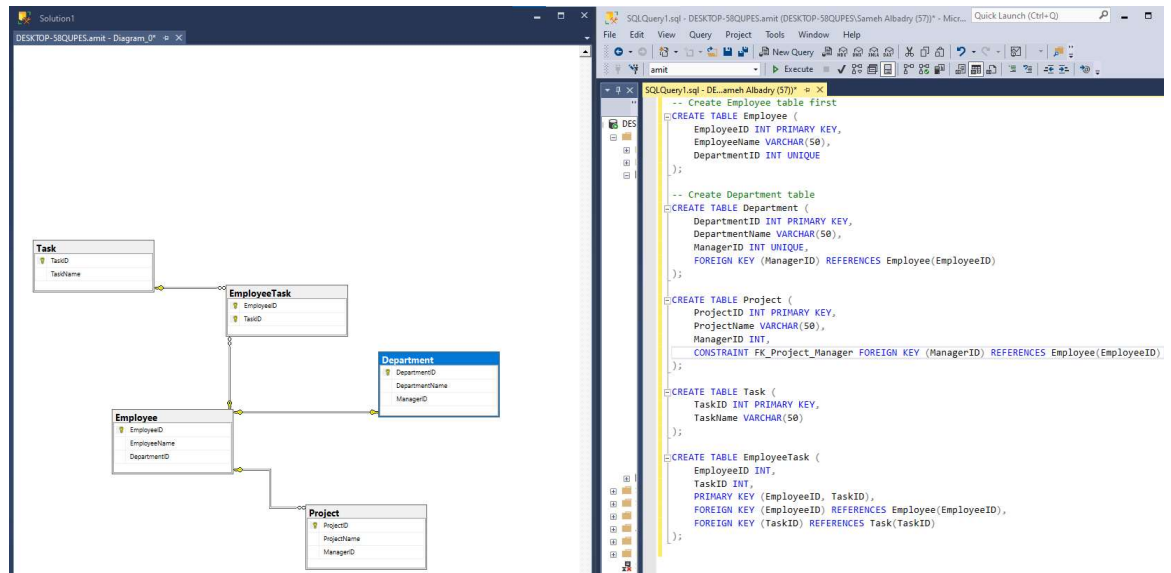 Solution1
DESKTOP-58QUPES.amit - Diagram_0*
Task
TaskID
TaskName
EmployeeTask
EmployeeID
TaskID
Department
DepartmentID
DepartmentName
ManagerID
Employee
EmployeeID
EmployeeName
DepartmentID
Project
ProjectID
ProjectName
ManagerID
SQLQuery1.sql - DESKTOP-58QUPES.amit (DESKTOP-58QUPES\Sameh Albadry (57))* - Micr...
Quick Launch (Ctrl+Q)
File Edit View Query Project Tools Window Help
New Query
amit
Execute
SQLQuery1.sql - DE...ameh Albadry (57))*
DES
-- Create Employee table first
CREATE TABLE Employee (
EmployeeID INT PRIMARY KEY,
EmployeeName VARCHAR(50),
DepartmentID INT UNIQUE
);
-- Create Department table
CREATE TABLE Department (
DepartmentID INT PRIMARY KEY,
DepartmentName VARCHAR(50),
ManagerID INT UNIQUE,
FOREIGN KEY (ManagerID) REFERENCES Employee(EmployeeID)
);
CREATE TABLE Project (
ProjectID INT PRIMARY KEY,
ProjectName VARCHAR(50),
ManagerID INT,
CONSTRAINT FK_Project_Manager FOREIGN KEY (ManagerID) REFERENCES Employee(EmployeeID)
);
CREATE TABLE Task (
TaskID INT PRIMARY KEY,
TaskName VARCHAR(50)
);
CREATE TABLE EmployeeTask (
EmployeeID INT,
TaskID INT,
PRIMARY KEY (EmployeeID, TaskID),
FOREIGN KEY (EmployeeID) REFERENCES Employee(EmployeeID),
FOREIGN KEY (TaskID) REFERENCES Task(TaskID)
);